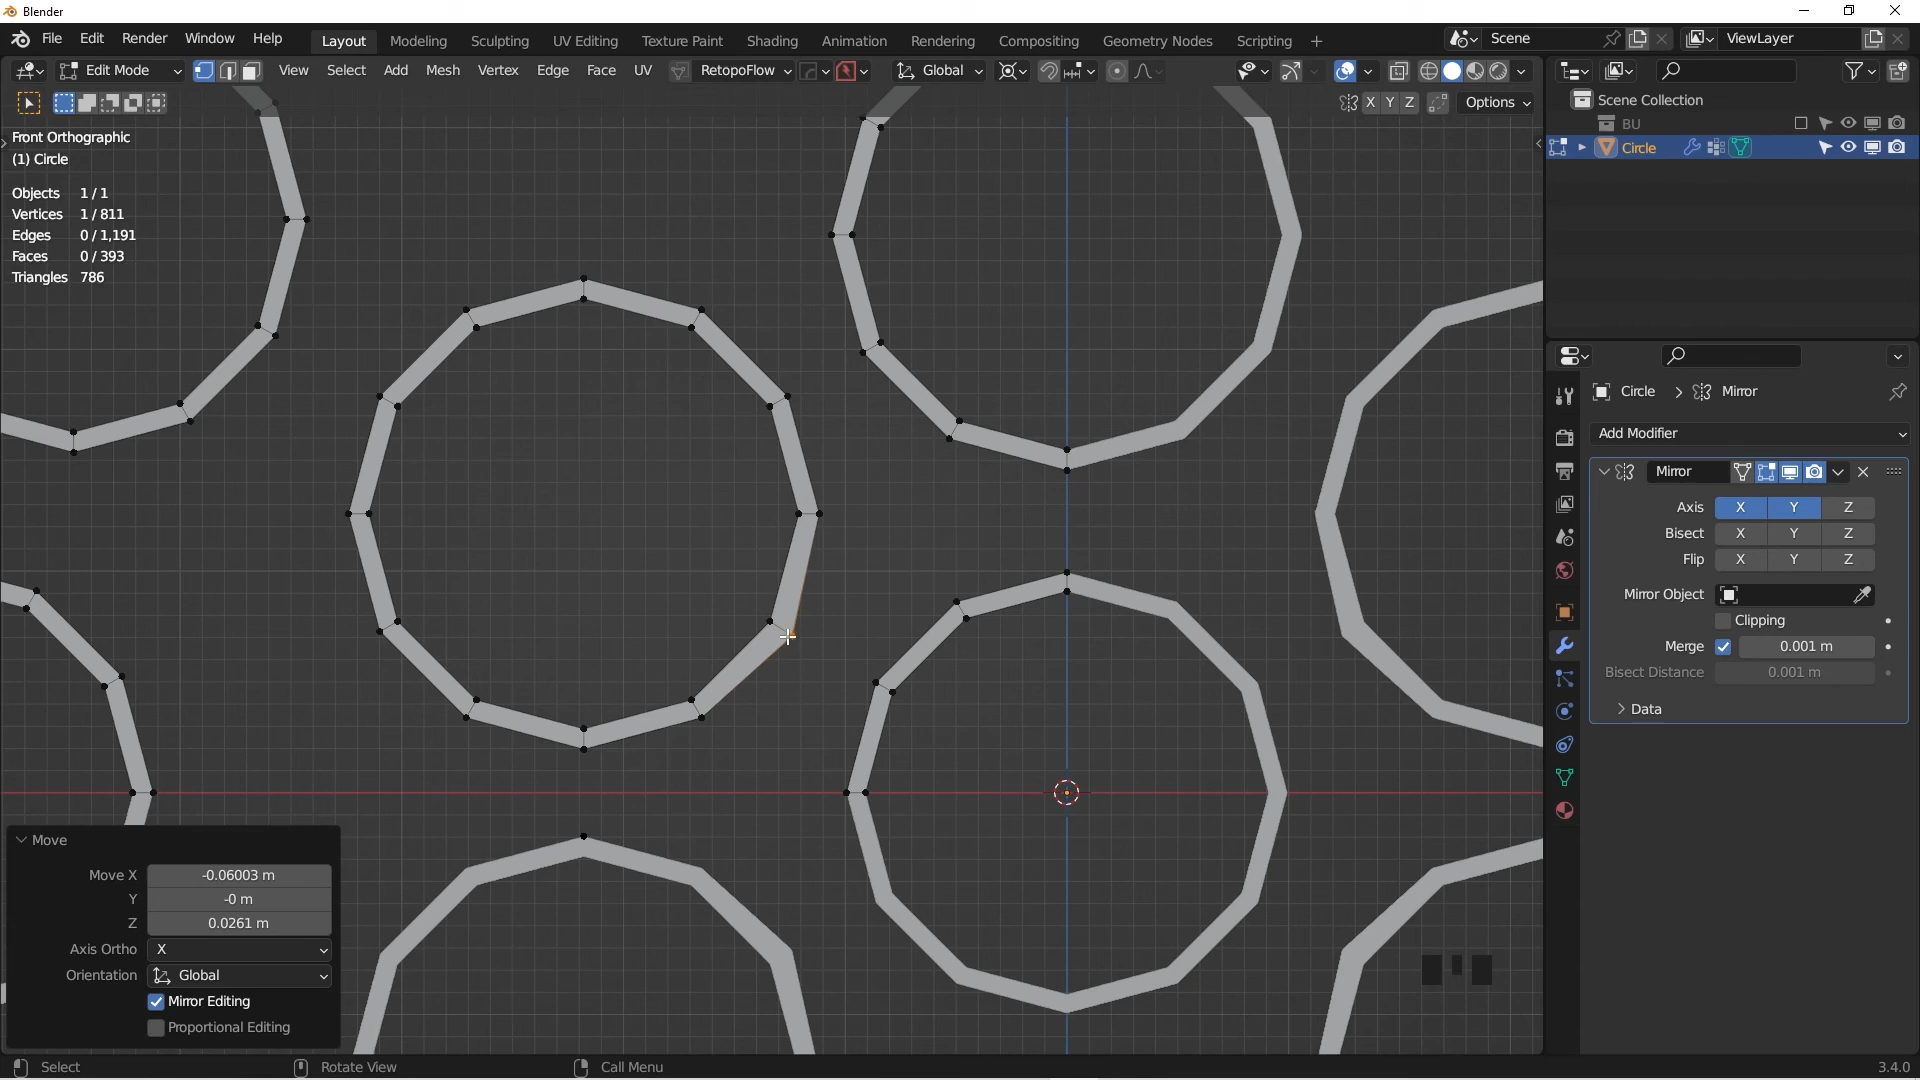 Blender
File Edit Render Window Help Layout Modeling Sculpting UV Editing Texture Paint Shading Animation Rendering Compositing Geometry Nodes Scripting + Scene ViewLayer
Edit Mode View Select Add Mesh Vertex Edge Face UV RetopoFlow Global
X Y Z Options
Front Orthographic
(1) Circle
Objects 1 / 1
Vertices 1 / 811
Edges 0 / 1,191
Faces 0 / 393
Triangles 786
Move
Move X -0.06003 m
Y -0 m
Z 0.0261 m
Axis Ortho X
Orientation Global
Mirror Editing
Proportional Editing
Scene Collection
BU
Circle
Circle > Mirror
Add Modifier
Mirror
Axis X Y Z
Bisect X Y Z
Flip X Y Z
Mirror Object
Clipping
Merge 0.001 m
Bisect Distance 0.001 m
Data
Select Rotate View Call Menu 3.4.0